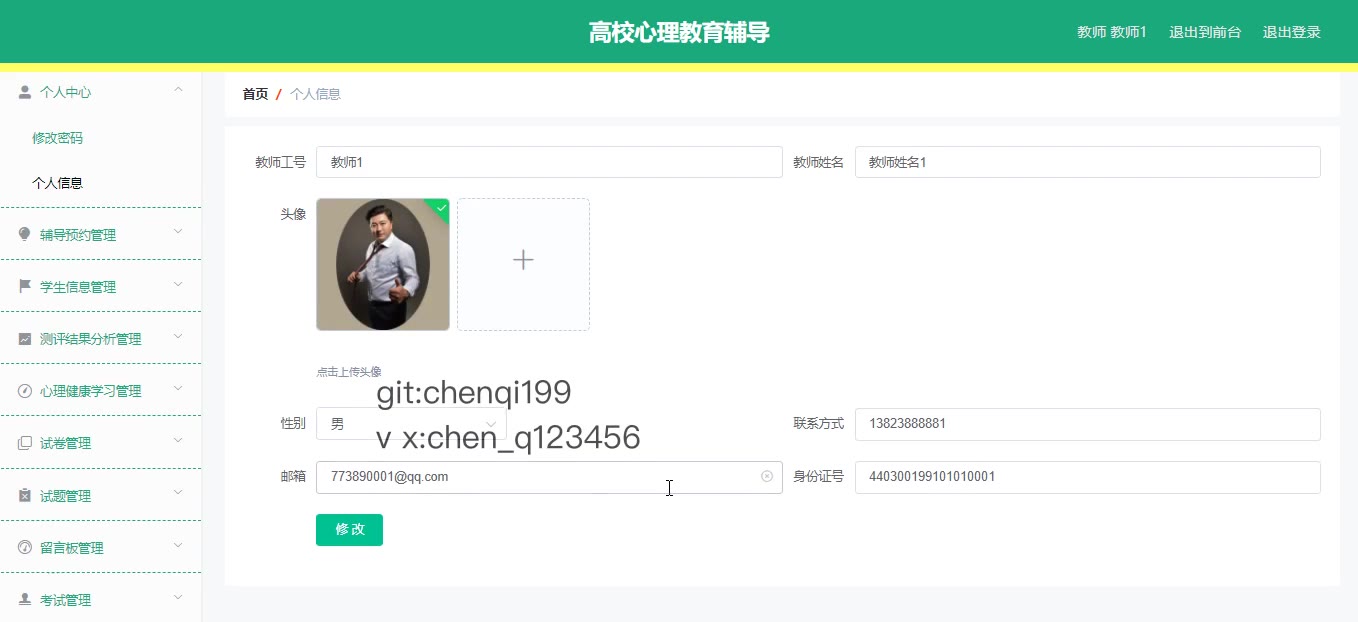 高校心理教育辅导
教师 教师1 退出到前台 退出登录
个人中心
修改密码
个人信息
辅导预约管理
学生信息管理
测评结果分析管理
心理健康学习管理
试卷管理
试题管理
留言板管理
考试管理
首页 / 个人信息
教师工号 教师1 教师姓名 教师姓名1
头像
点击上传头像
git:chenqi199
性别 男 联系方式 13823888881
v x:chen_q123456
邮箱 773890001@qq.com 身份证号 440300199101010001
修改